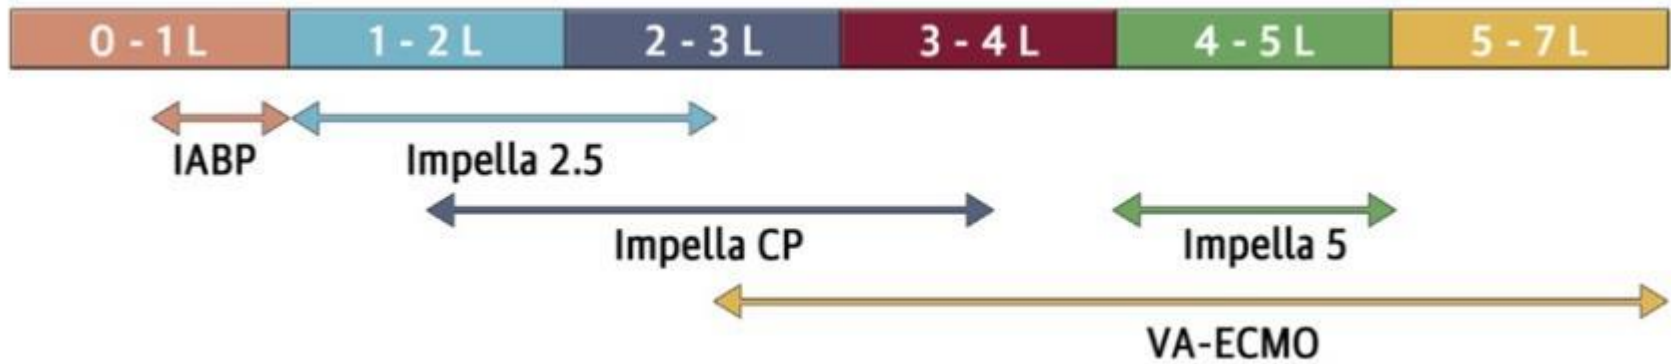 0 - 1 L 1 - 2 L 2 - 3 L 3 - 4 L 4 - 5 L 5 - 7 L
IABP Impella 2.5
Impella CP Impella 5
VA-ECMO